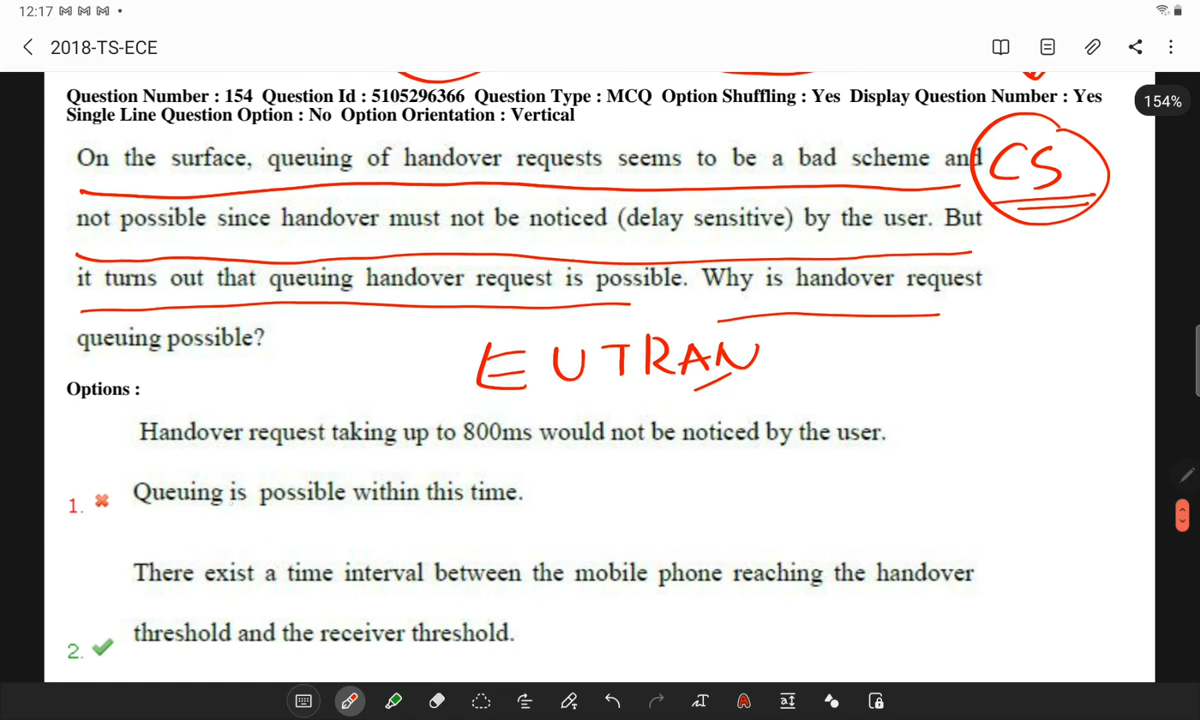 12:17
2018-TS-ECE
Question Number : 154 Question Id : 5105296366 Question Type : MCQ Option Shuffling : Yes Display Question Number : Yes
Single Line Question Option : No Option Orientation : Vertical
154%
On the surface, queuing of handover requests seems to be a bad scheme and
CS
not possible since handover must not be noticed (delay sensitive) by the user. But
it turns out that queuing handover request is possible. Why is handover request
queuing possible?
EUTRAN
Options :
Handover request taking up to 800ms would not be noticed by the user.
1. Queuing is possible within this time.
There exist a time interval between the mobile phone reaching the handover
threshold and the receiver threshold.
2.